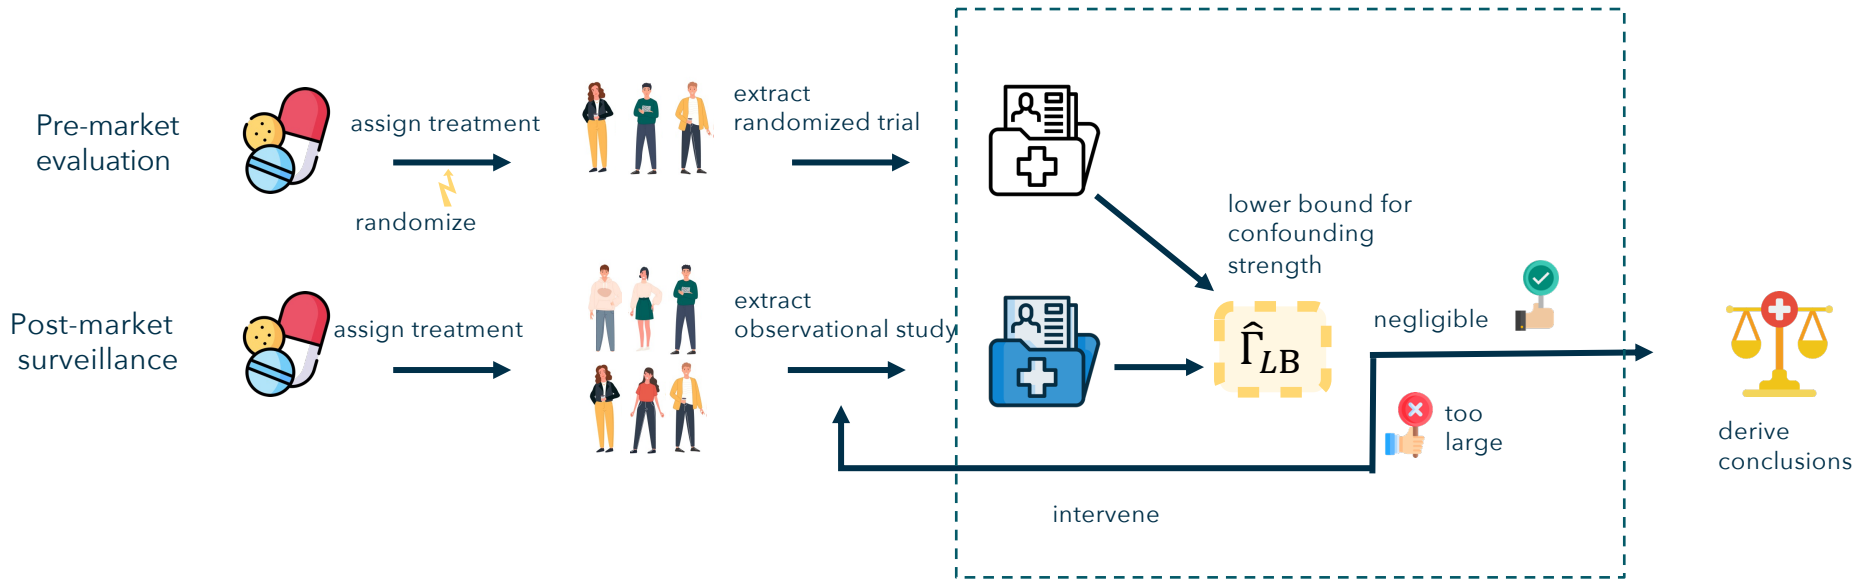 Pre-market
evaluation
assign treatment
randomize
extract
randomized trial
lower bound for
confounding
strength
Post-market
surveillance
assign treatment
extract
observational study
Γ̂_LB
negligible
too
large
intervene
derive
conclusions